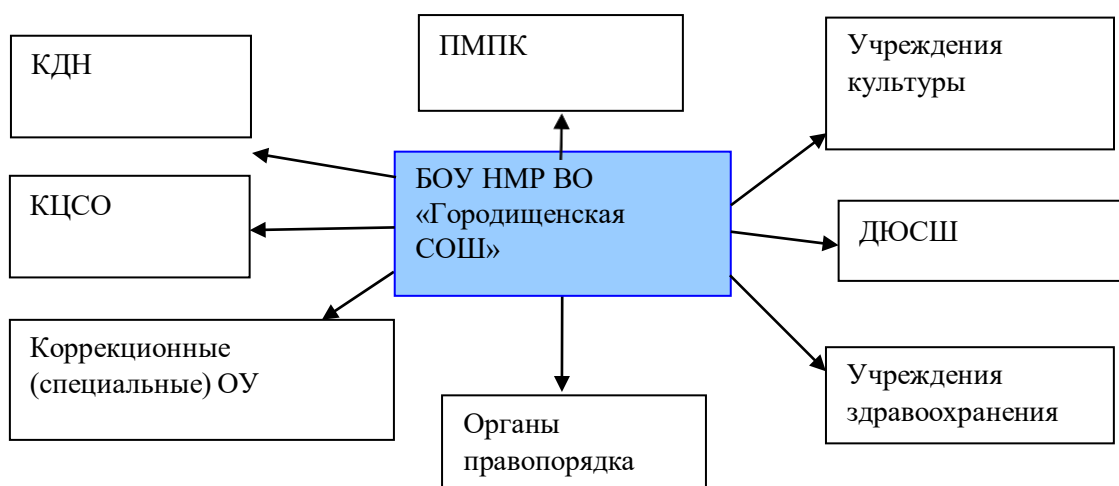 КДН
ПМПК
Учреждения
культуры
БОУ НМР ВО
«Городищенская
СОШ»
КЦСО
ДЮСШ
Коррекционные
(специальные) ОУ
Учреждения
здравоохранения
Органы
правопорядка